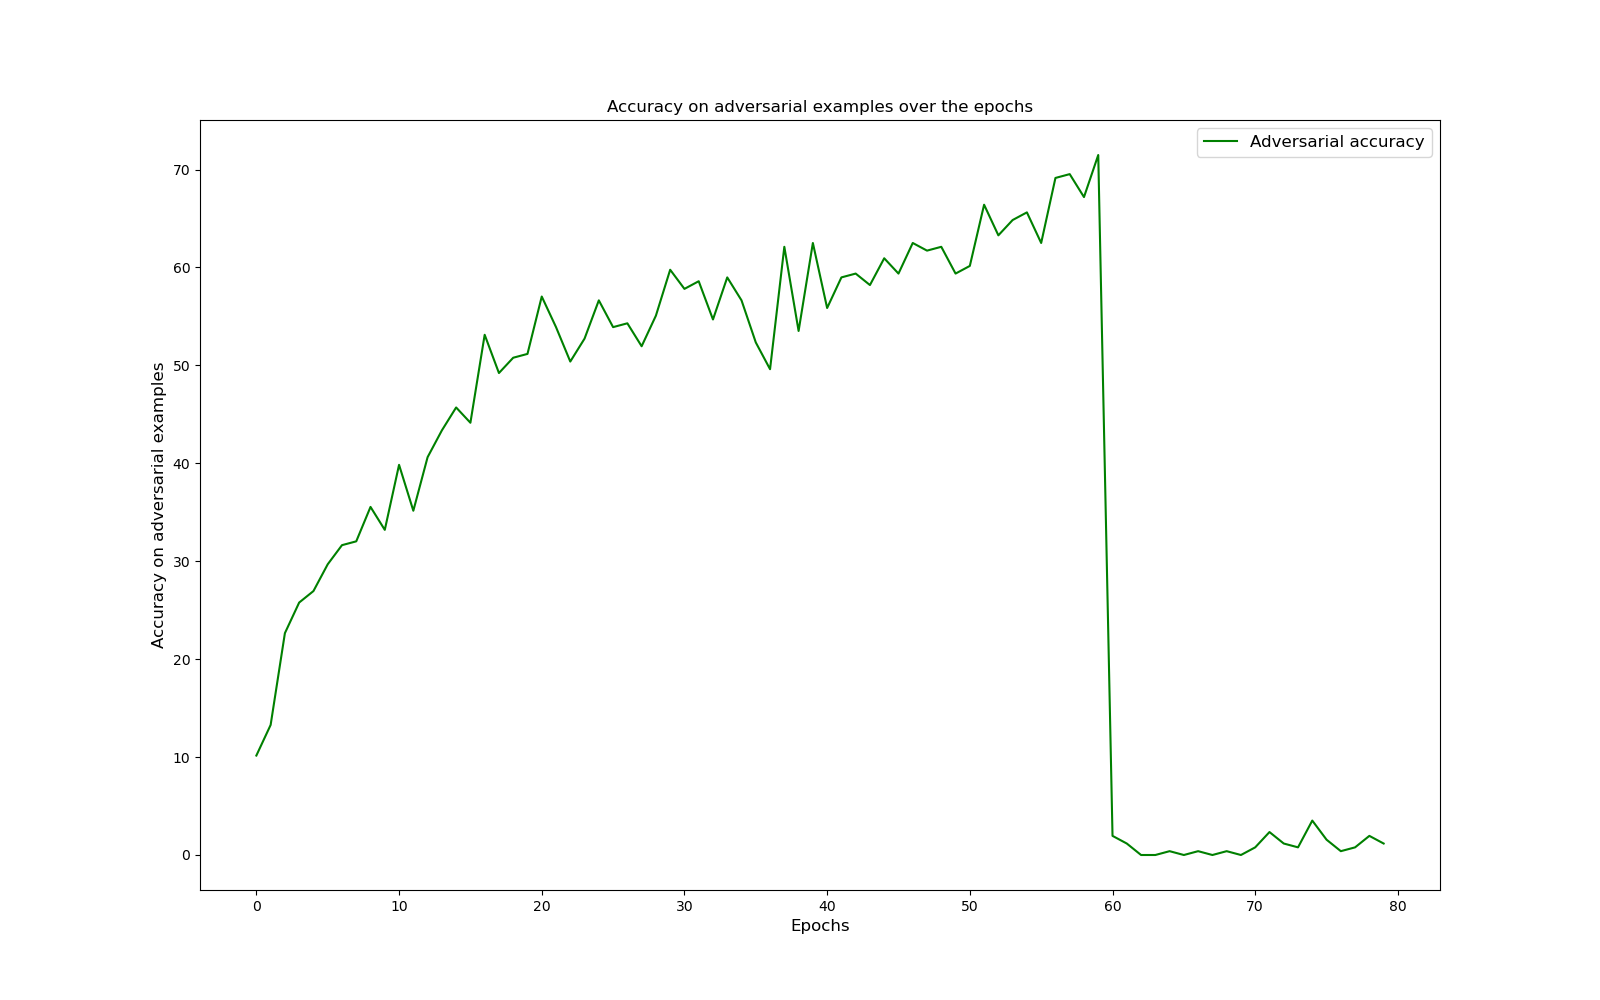 Accuracy on adversarial examples over the epochs
Adversarial accuracy
Accuracy on adversarial examples
70
60
50
40
30
20
10
0
0 10 20 30 40 50 60 70 80
Epochs